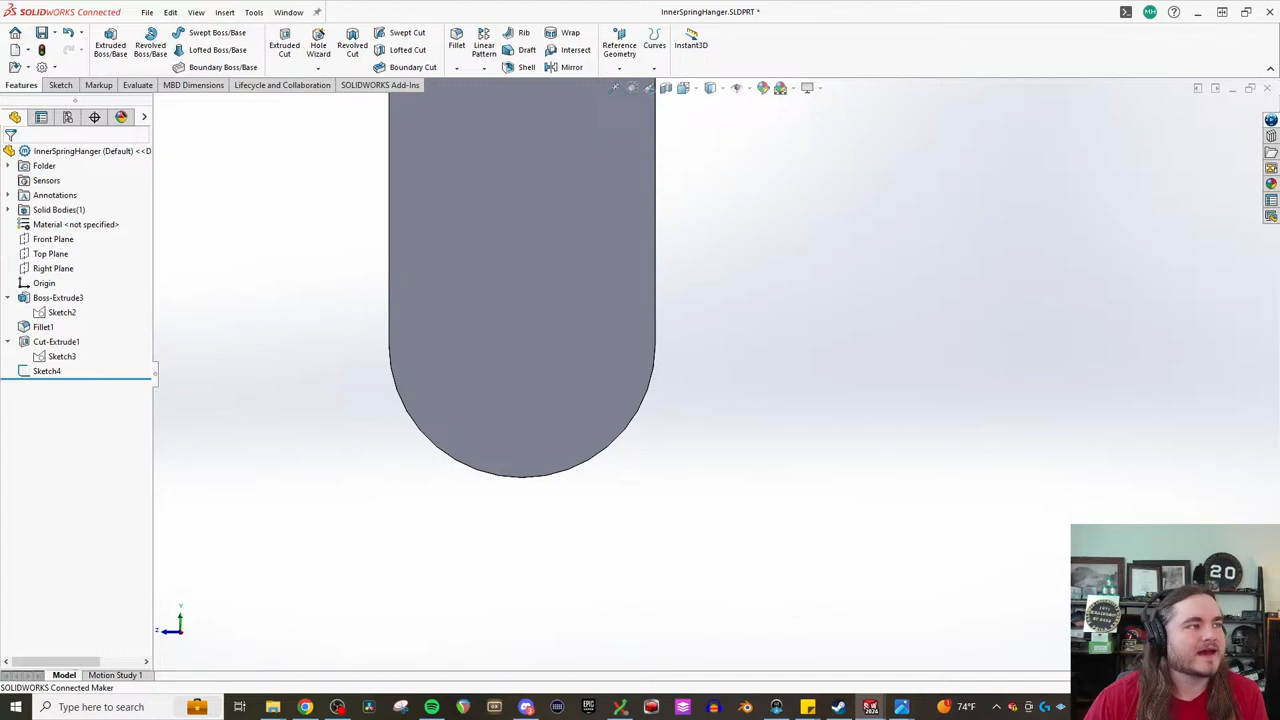 SOLIDWORKS CONNECTED
File
Edit
View
Insert
Tools
Window
InnerSpringHanger.SLDPRT *
MH
Extruded Boss/Base
Revolved Boss/Base
Swept Boss/Base
Lofted Boss/Base
Boundary Boss/Base
Extruded Cut
Hole Wizard
Revolved Cut
Swept Cut
Lofted Cut
Boundary Cut
Fillet
Linear Pattern
Rib
Draft
Shell
Wrap
Intersect
Mirror
Reference Geometry
Curves
Instant3D
Features
Sketch
Markup
Evaluate
MBD Dimensions
Lifecycle and Collaboration
SOLIDWORKS Add-Ins
InnerSpringHanger (Default) <<D
Folder
Sensors
Annotations
Solid Bodies(1)
Material <not specified>
Front Plane
Top Plane
Right Plane
Origin
Boss-Extrude3
Sketch2
Fillet1
Cut-Extrude1
Sketch3
Sketch4
Y
Z
20
Model
Motion Study 1
SOLIDWORKS Connected Maker
Type here to search
74°F